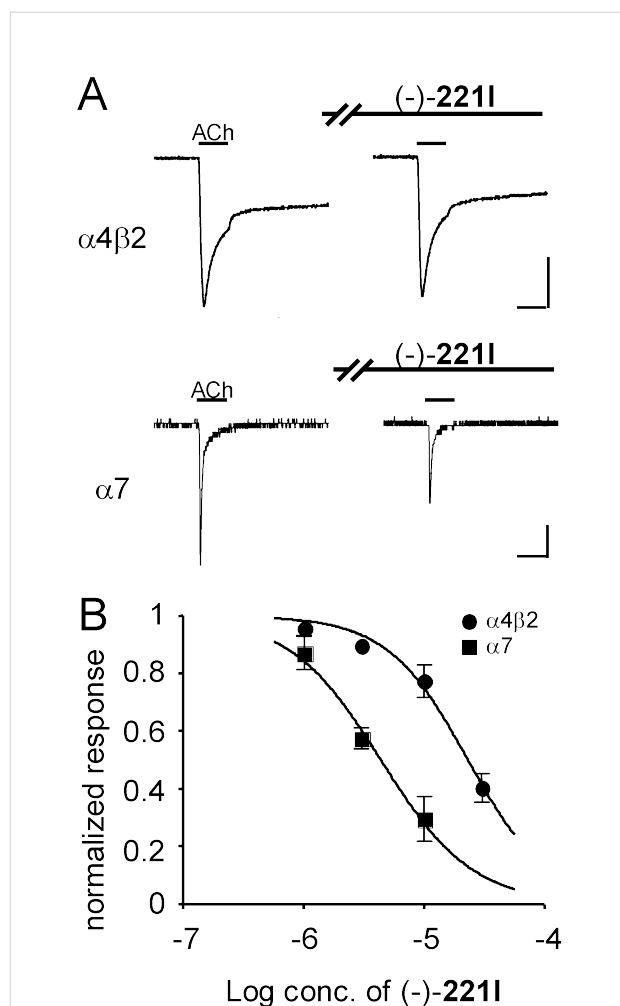 A
(-)-221I
ACh
α4β2
(-)-221I
ACh
α7
B
1
0.8
0.6
0.4
0.2
0
normalized response
α4β2
α7
-7
-6
-5
-4
Log conc. of (-)-221I